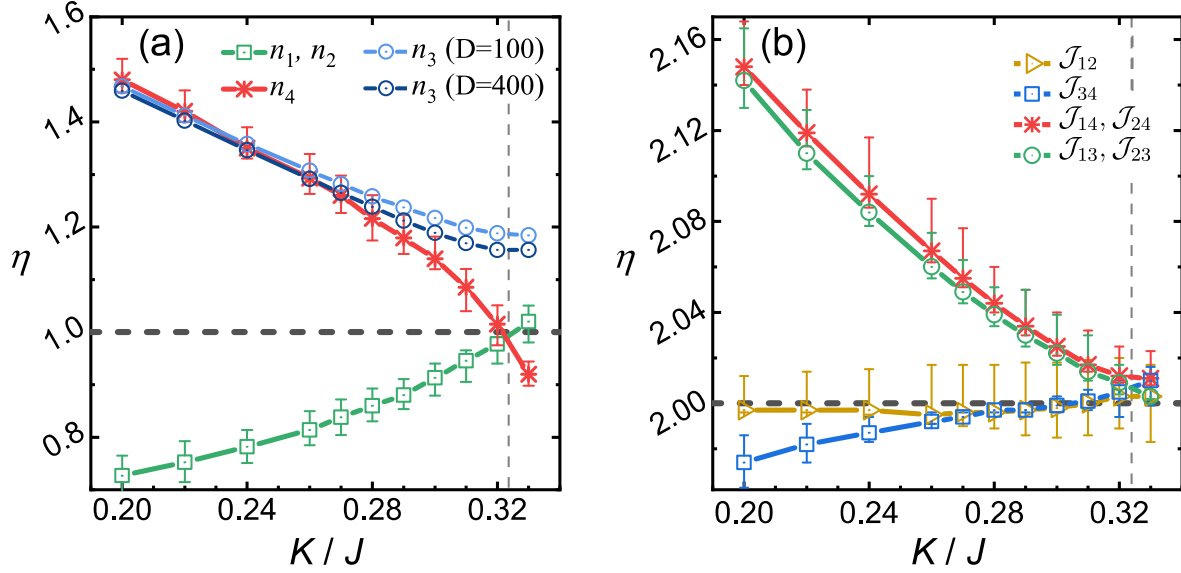 (a)
n₁, n₂
n₄
n₃ (D=100)
n₃ (D=400)
1.6
1.4
1.2
1.0
0.8
η
0.20
0.24
0.28
0.32
K / J
(b)
𝒥₁₂
𝒥₃₄
𝒥₁₄, 𝒥₂₄
𝒥₁₃, 𝒥₂₃
2.16
2.12
2.08
2.04
2.00
η
0.20
0.24
0.28
0.32
K / J